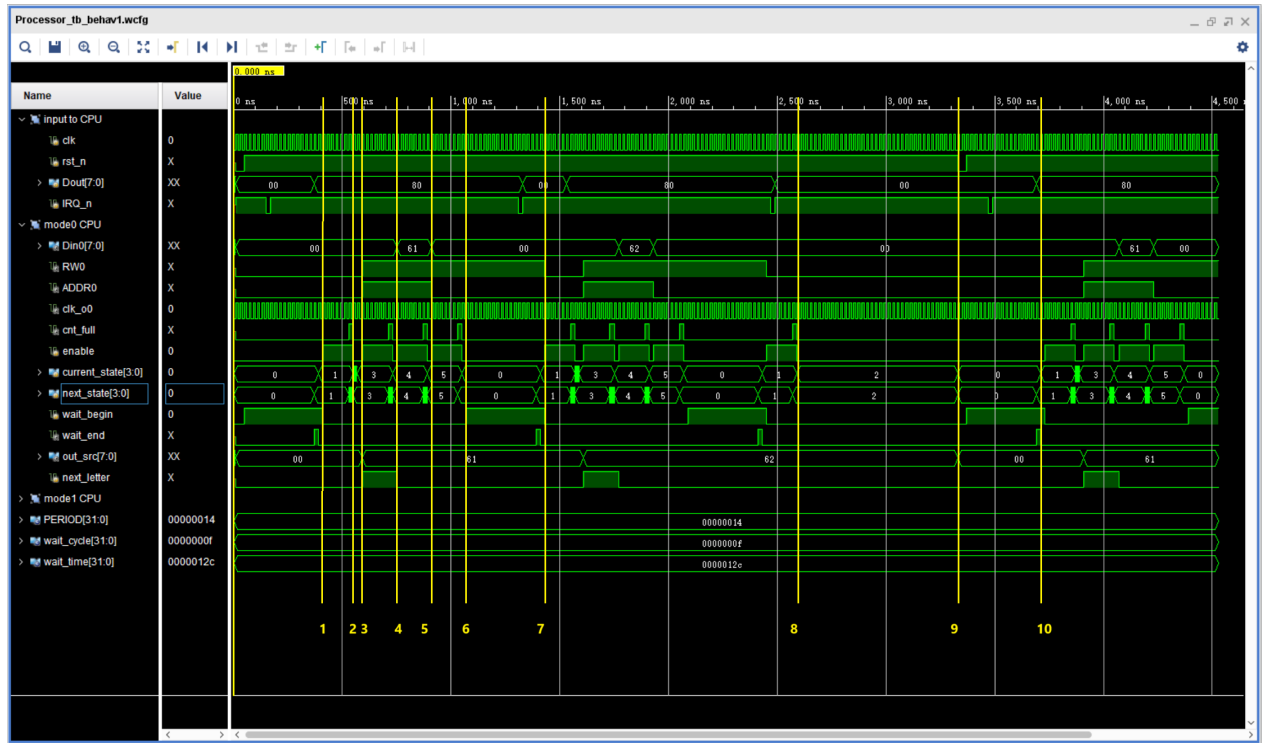 Processor_tb_behav1.wcfg
0.000 ns
Name Value
0 ns 500 ns 1,000 ns 1,500 ns 2,000 ns 2,500 ns 3,000 ns 3,500 ns 4,000 ns 4,500
input to CPU
clk 0
rst_n X
Dout[7:0] XX 00 80 00 80 00 80
IRQ_n X
mode0 CPU
Din0[7:0] XX 00 61 00 62 00 61 00
RW0 X
ADDR0 X
clk_o0 0
cnt_full X
enable 0
current_state[3:0] 0 0 1 3 4 5 0 1 3 4 5 0 1 2 0 1 3 4 5 0
next_state[3:0] 0 0 1 3 4 5 0 1 3 4 5 0 1 2 0 1 3 4 5 0
wait_begin 0
wait_end X
out_src[7:0] XX 00 61 62 00 61
next_letter X
mode1 CPU
PERIOD[31:0] 00000014 00000014
wait_cycle[31:0] 0000000f 0000000f
wait_time[31:0] 0000012c 0000012c
1 2 3 4 5 6 7 8 9 10